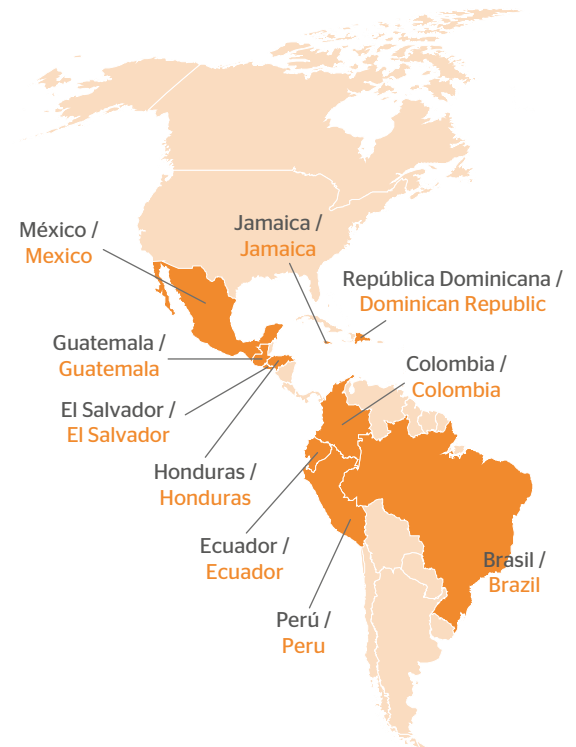 México /
Mexico
Jamaica /
Jamaica
República Dominicana /
Dominican Republic
Guatemala /
Guatemala
Colombia /
Colombia
El Salvador /
El Salvador
Honduras /
Honduras
Ecuador /
Ecuador
Brasil /
Brazil
Perú /
Peru